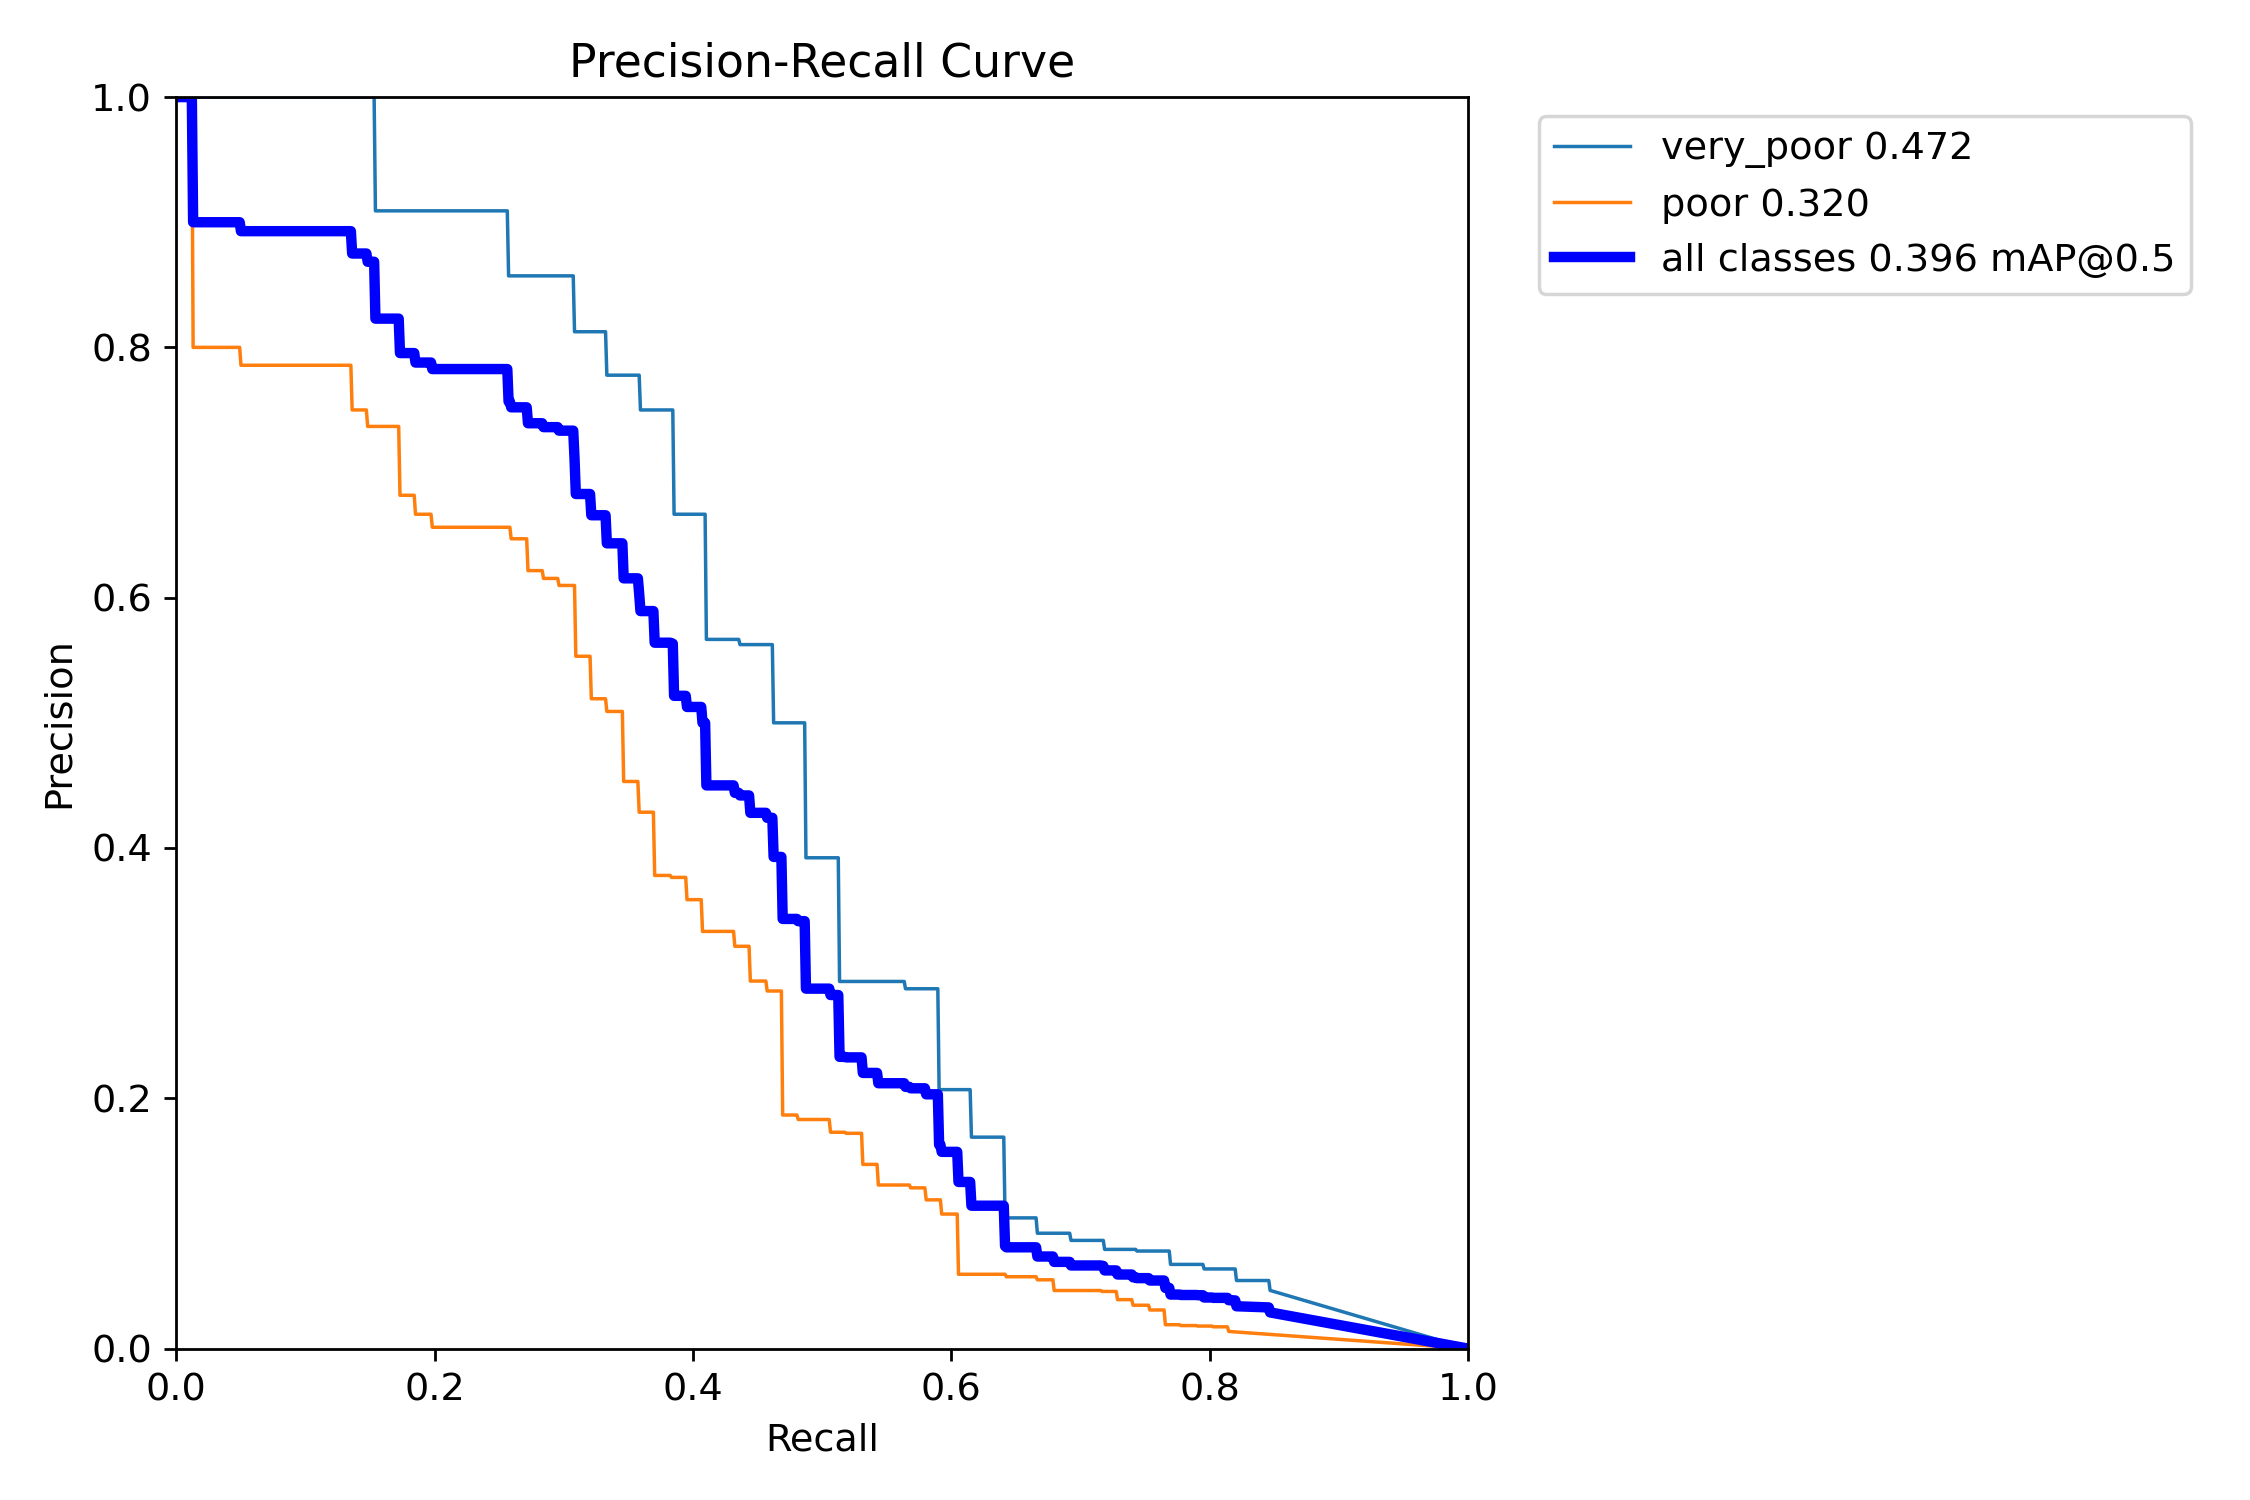 Precision-Recall Curve
very_poor 0.472
poor 0.320
all classes 0.396 mAP@0.5
1.0
0.8
0.6
0.4
0.2
0.0
Precision
0.0 0.2 0.4 0.6 0.8 1.0
Recall